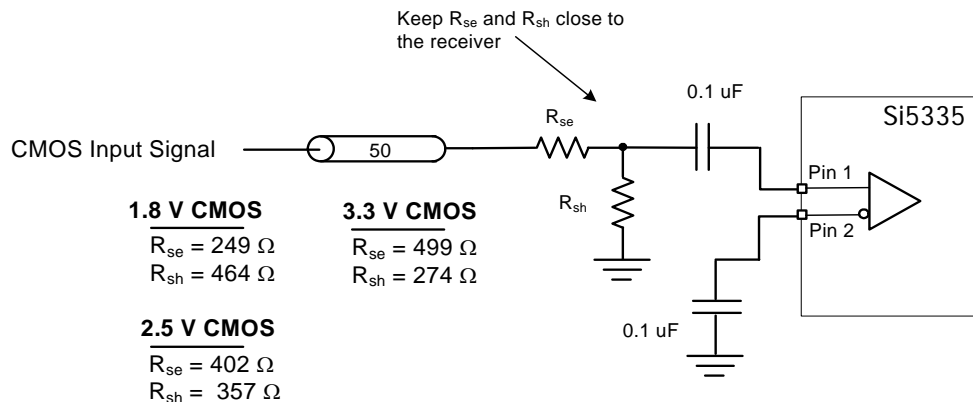 Keep Rse and Rsh close to
the receiver
0.1 uF
Si5335
Rse
CMOS Input Signal
50
Pin 1
Rsh
Pin 2
1.8 V CMOS
Rse = 249 Ω
Rsh = 464 Ω
3.3 V CMOS
Rse = 499 Ω
Rsh = 274 Ω
0.1 uF
2.5 V CMOS
Rse = 402 Ω
Rsh = 357 Ω